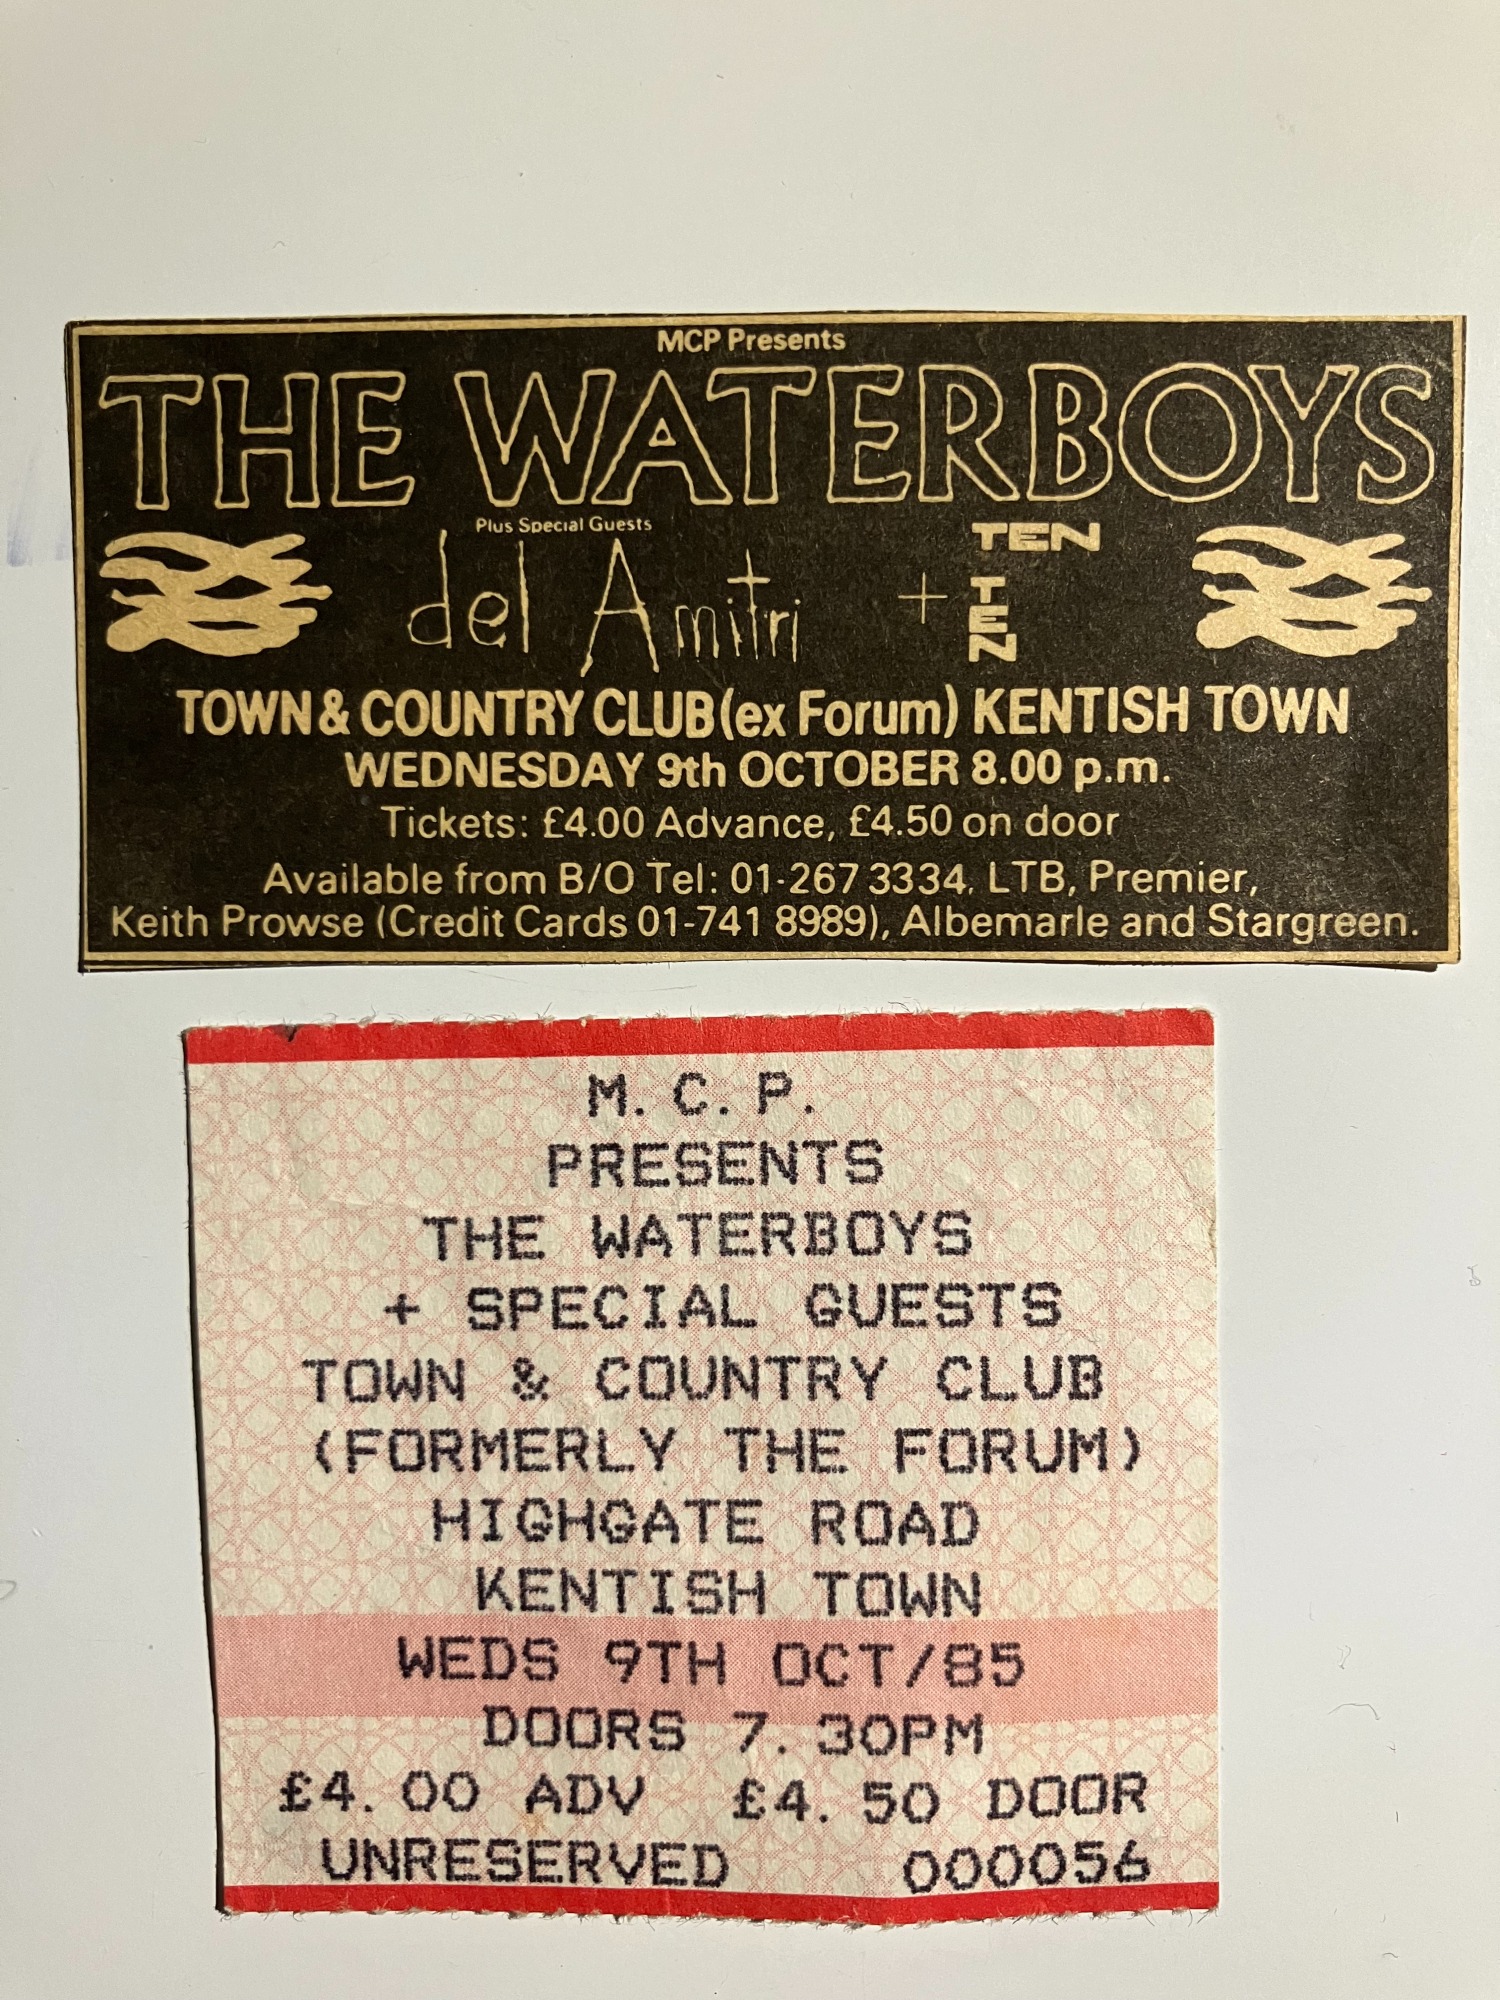 MCP Presents
THE WATERBOYS
Plus Special Guests
del Amitri + TEN TEN
TOWN & COUNTRY CLUB (ex Forum) KENTISH TOWN
WEDNESDAY 9th OCTOBER 8.00 p.m.
Tickets: £4.00 Advance, £4.50 on door
Available from B/O Tel: 01-267 3334, LTB, Premier,
Keith Prowse (Credit Cards 01-741 8989), Albemarle and Stargreen.
M.C.P.
PRESENTS
THE WATERBOYS
+ SPECIAL GUESTS
TOWN & COUNTRY CLUB
(FORMERLY THE FORUM)
HIGHGATE ROAD
KENTISH TOWN
WEDS 9TH OCT/85
DOORS 7.30PM
£4.00 ADV £4.50 DOOR
UNRESERVED 000056